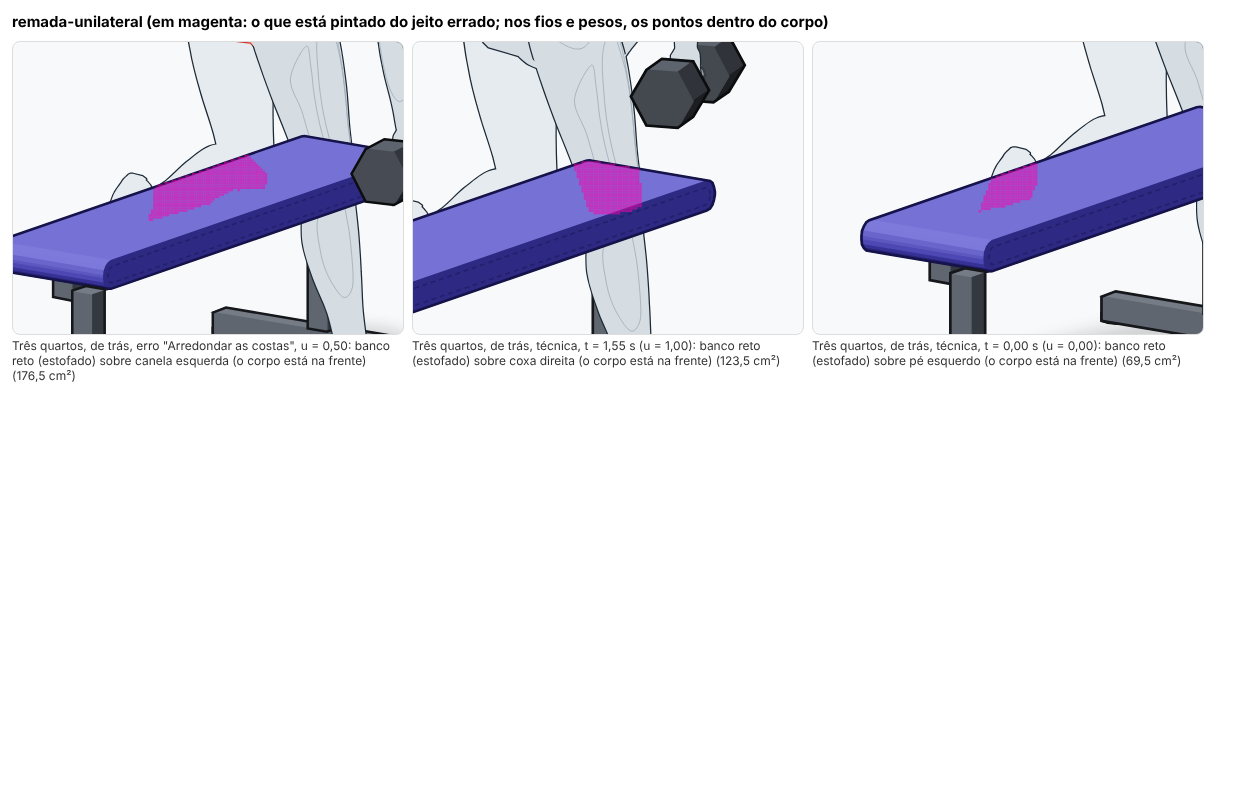 remada-unilateral (em magenta: o que está pintado do jeito errado; nos fios e pesos, os pontos dentro do corpo)
Três quartos, de trás, erro "Arredondar as costas", u = 0,50: banco
reto (estofado) sobre canela esquerda (o corpo está na frente)
(176,5 cm²)
Três quartos, de trás, técnica, t = 1,55 s (u = 1,00): banco reto
(estofado) sobre coxa direita (o corpo está na frente) (123,5 cm²)
Três quartos, de trás, técnica, t = 0,00 s (u = 0,00): banco reto
(estofado) sobre pé esquerdo (o corpo está na frente) (69,5 cm²)